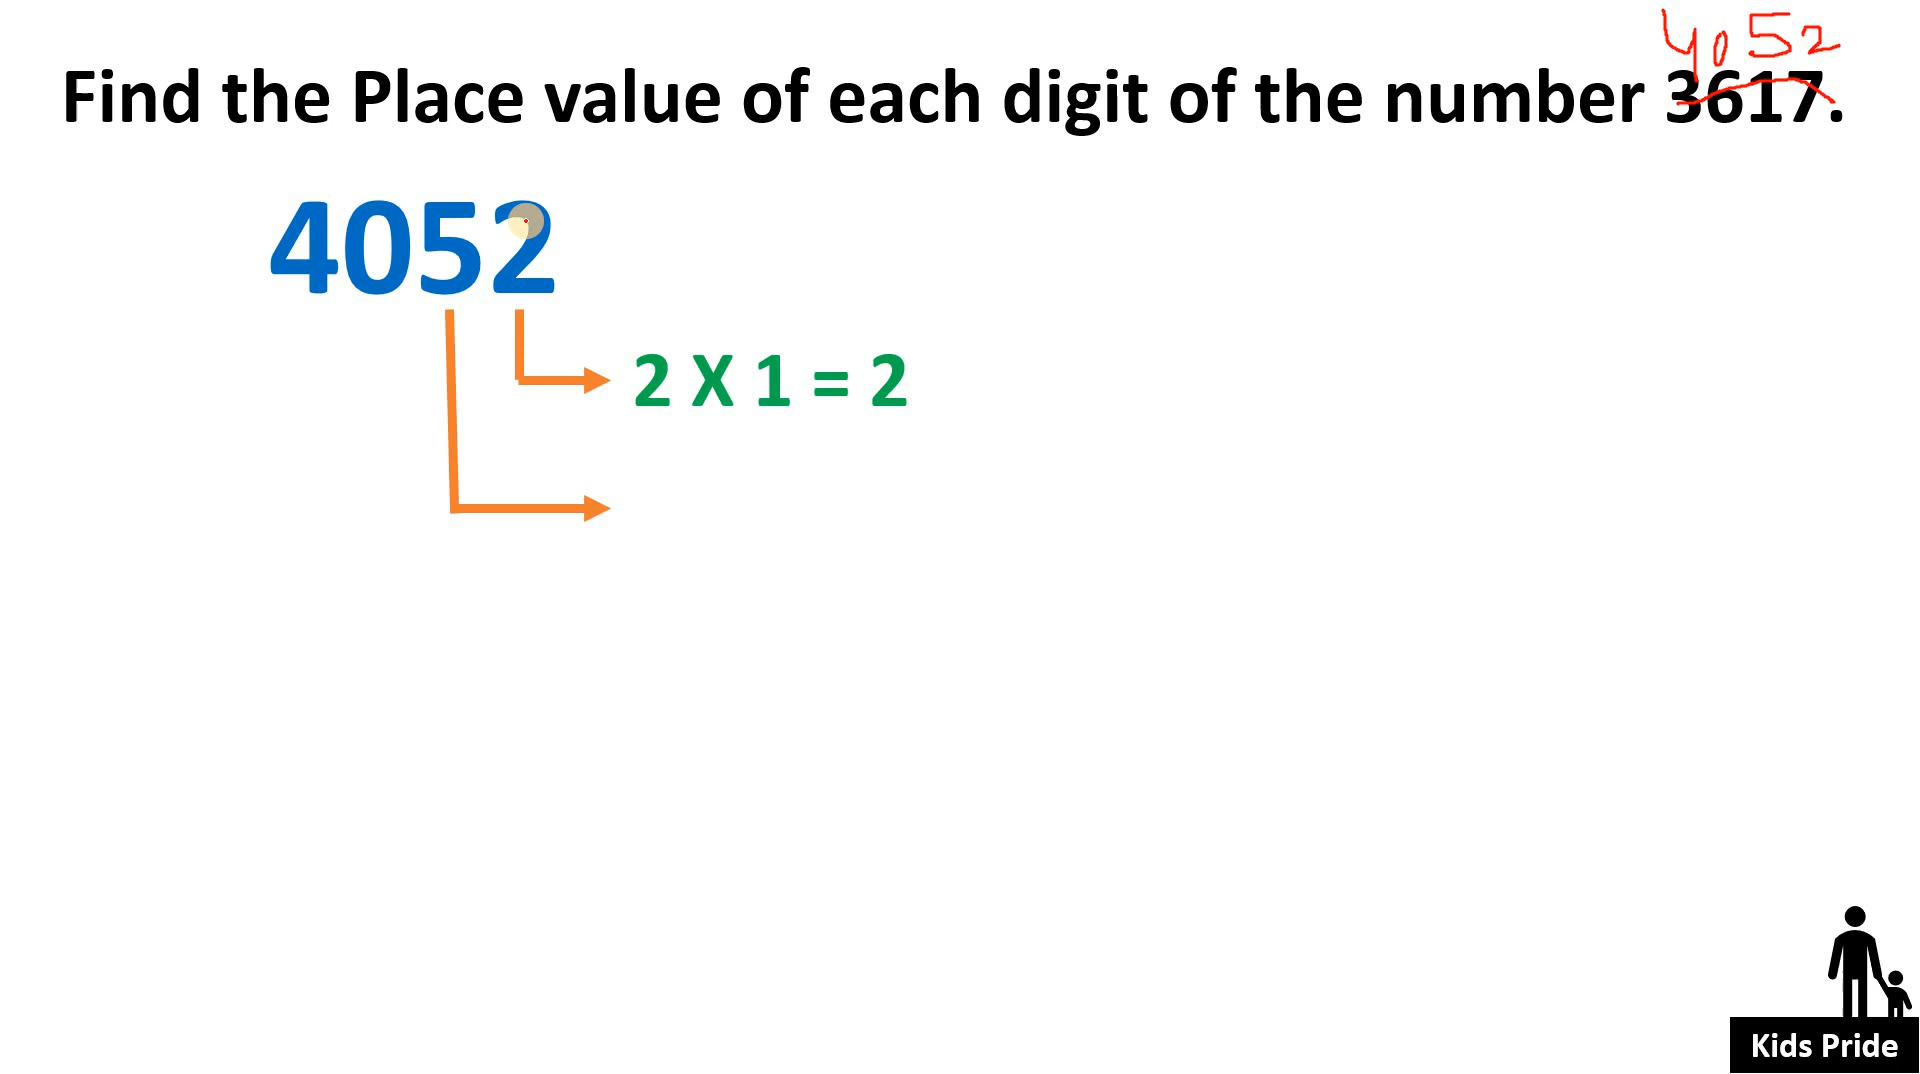 4052
Find the Place value of each digit of the number 3617.
4052
2 X 1 = 2
Kids Pride